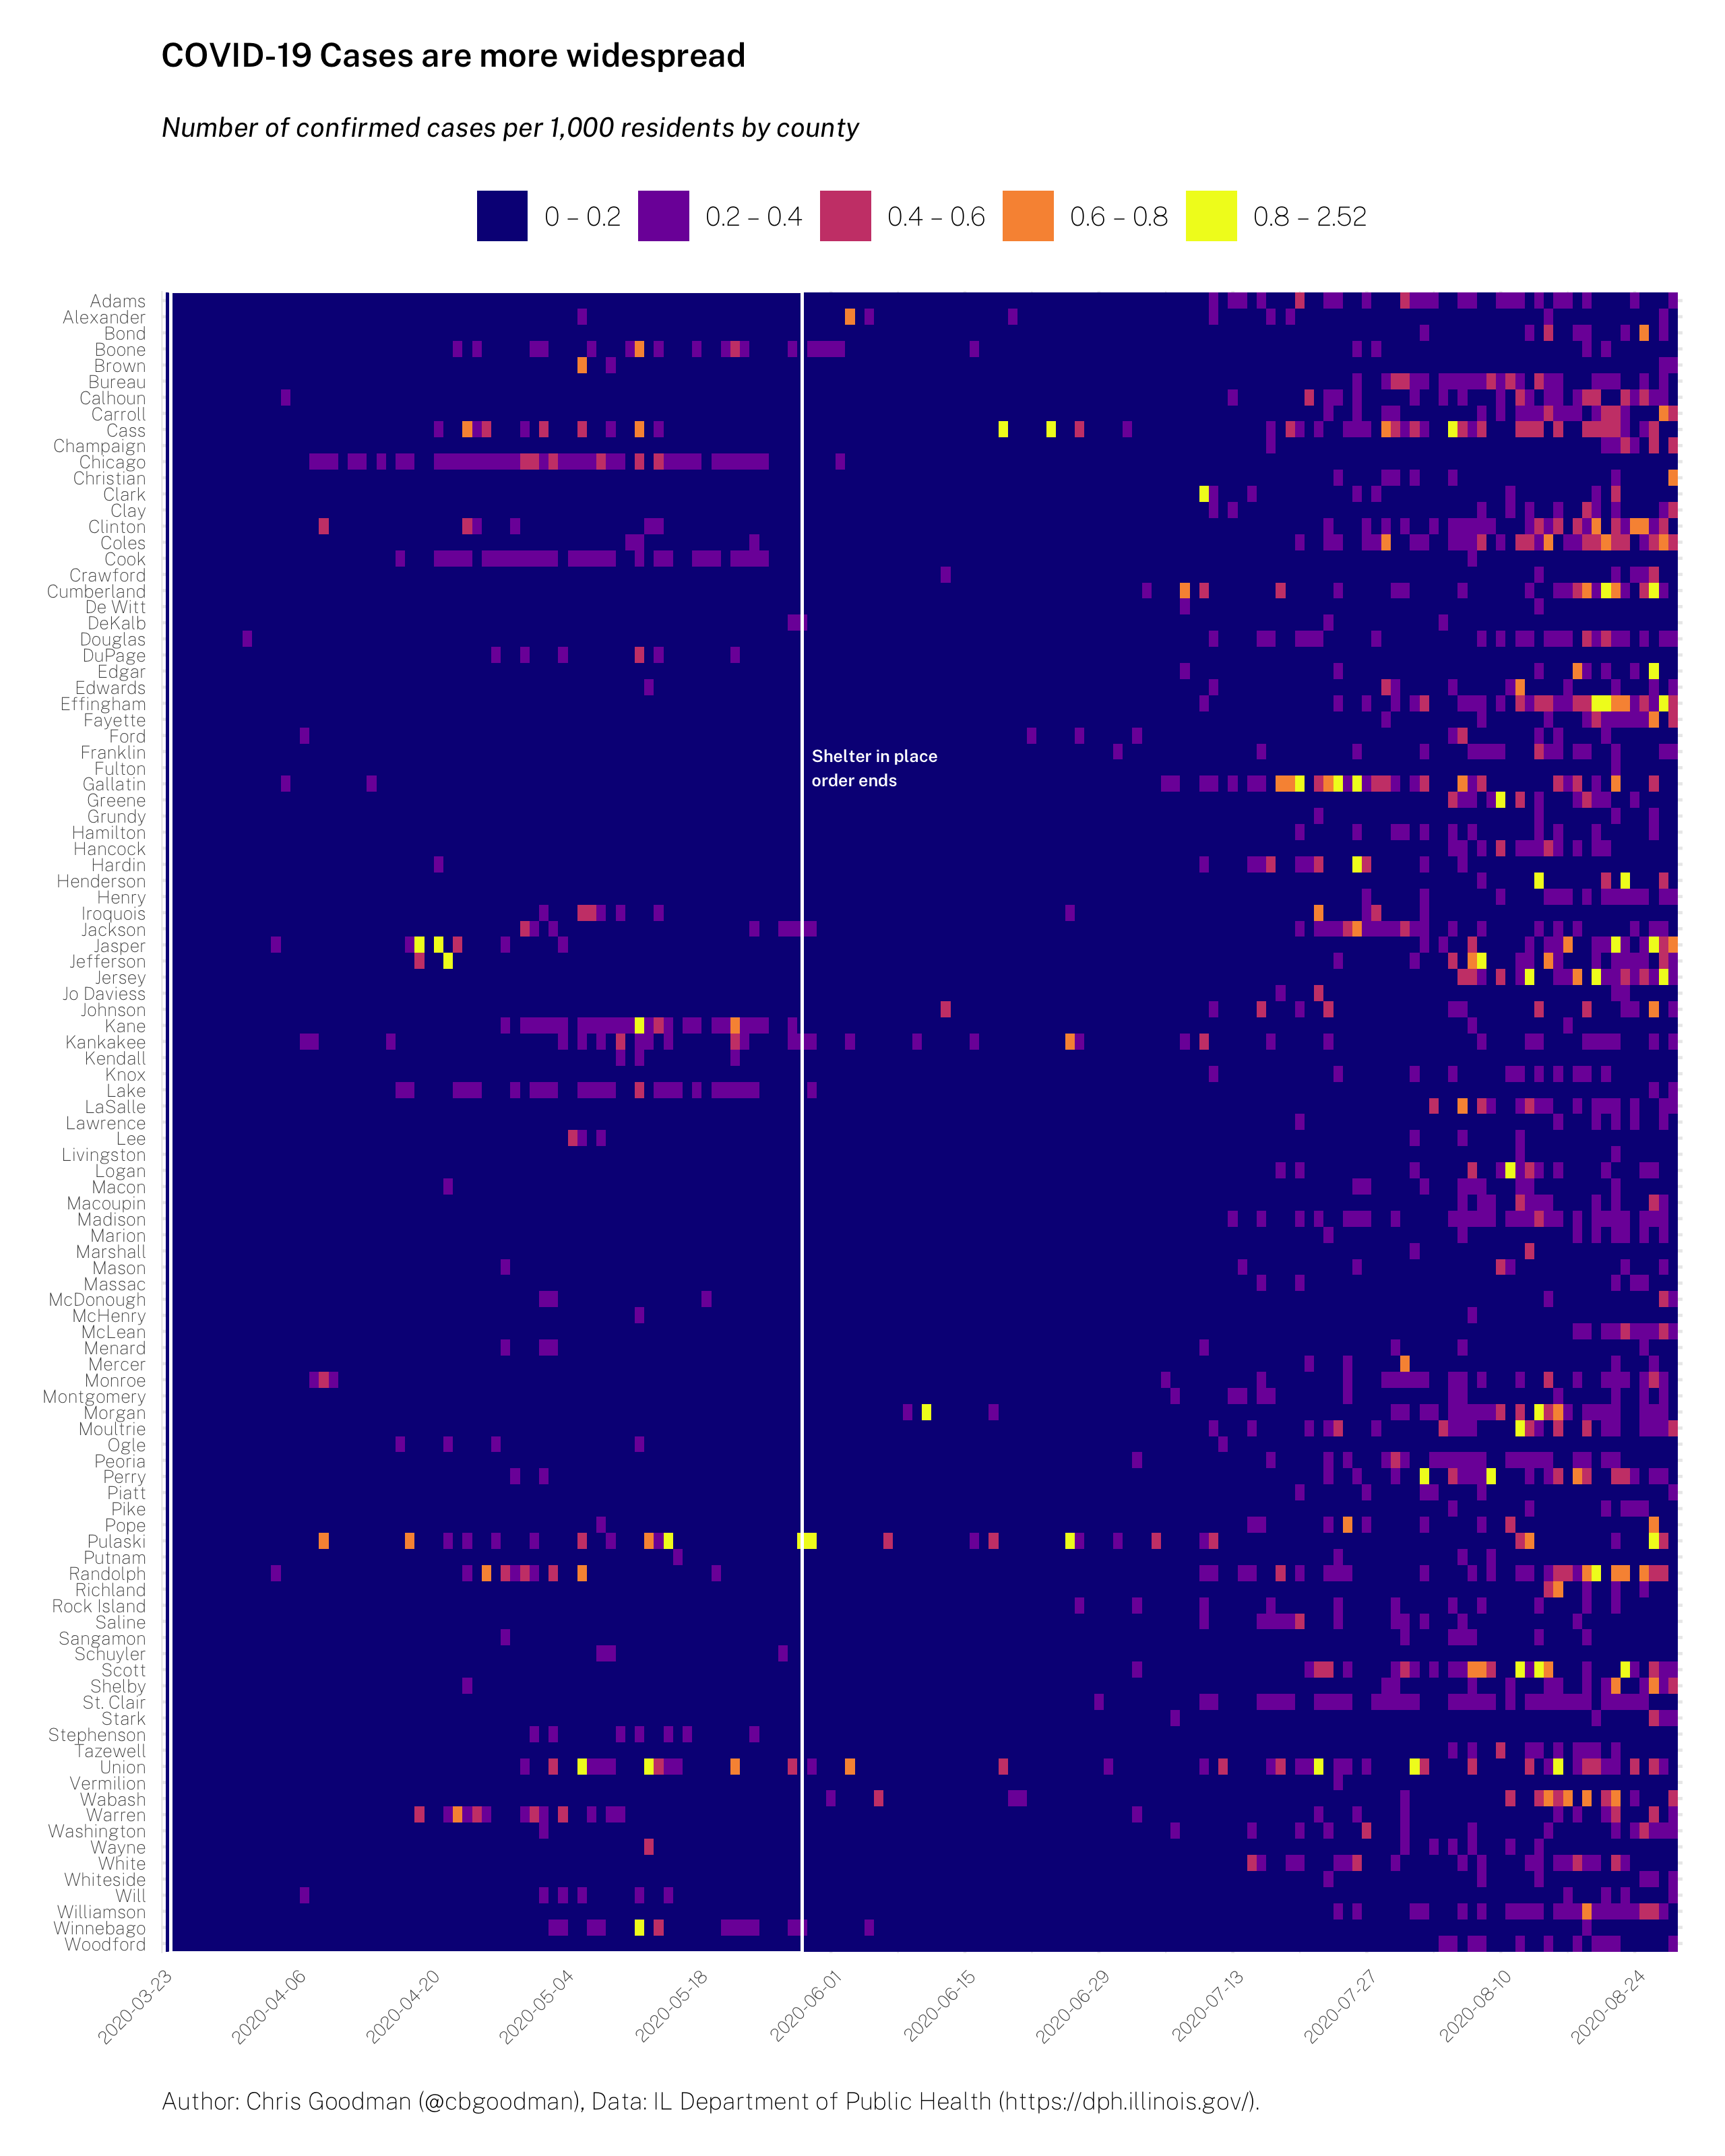 COVID-19 Cases are more widespread
Number of confirmed cases per 1,000 residents by county
0 – 0.2
0.2 – 0.4
0.4 – 0.6
0.6 – 0.8
0.8 – 2.52
Adams
Alexander
Bond
Boone
Brown
Bureau
Calhoun
Carroll
Cass
Champaign
Chicago
Christian
Clark
Clay
Clinton
Coles
Cook
Crawford
Cumberland
De Witt
DeKalb
Douglas
DuPage
Edgar
Edwards
Effingham
Fayette
Ford
Franklin
Fulton
Gallatin
Greene
Grundy
Hamilton
Hancock
Hardin
Henderson
Henry
Iroquois
Jackson
Jasper
Jefferson
Jersey
Jo Daviess
Johnson
Kane
Kankakee
Kendall
Knox
Lake
LaSalle
Lawrence
Lee
Livingston
Logan
Macon
Macoupin
Madison
Marion
Marshall
Mason
Massac
McDonough
McHenry
McLean
Menard
Mercer
Monroe
Montgomery
Morgan
Moultrie
Ogle
Peoria
Perry
Piatt
Pike
Pope
Pulaski
Putnam
Randolph
Richland
Rock Island
Saline
Sangamon
Schuyler
Scott
Shelby
St. Clair
Stark
Stephenson
Tazewell
Union
Vermilion
Wabash
Warren
Washington
Wayne
White
Whiteside
Will
Williamson
Winnebago
Woodford
Shelter in place
order ends
2020-03-23
2020-04-06
2020-04-20
2020-05-04
2020-05-18
2020-06-01
2020-06-15
2020-06-29
2020-07-13
2020-07-27
2020-08-10
2020-08-24
Author: Chris Goodman (@cbgoodman), Data: IL Department of Public Health (https://dph.illinois.gov/).